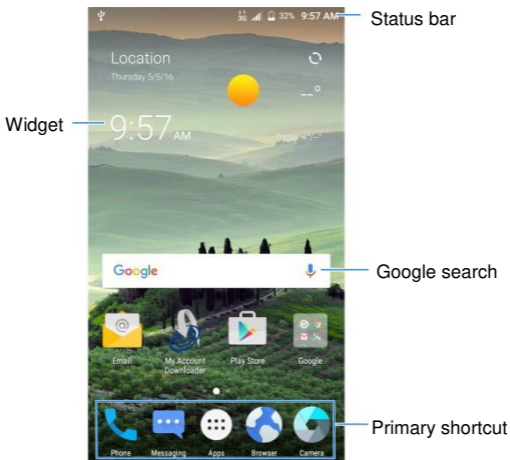 3G 32% 9:57 AM
Status bar
Location
Thursday 5/5/16
Widget
9:57 AM
Google
Google search
Email
My Account Downloader
Play Store
Google
Primary shortcut
Phone
Messaging
Apps
Browser
Camera